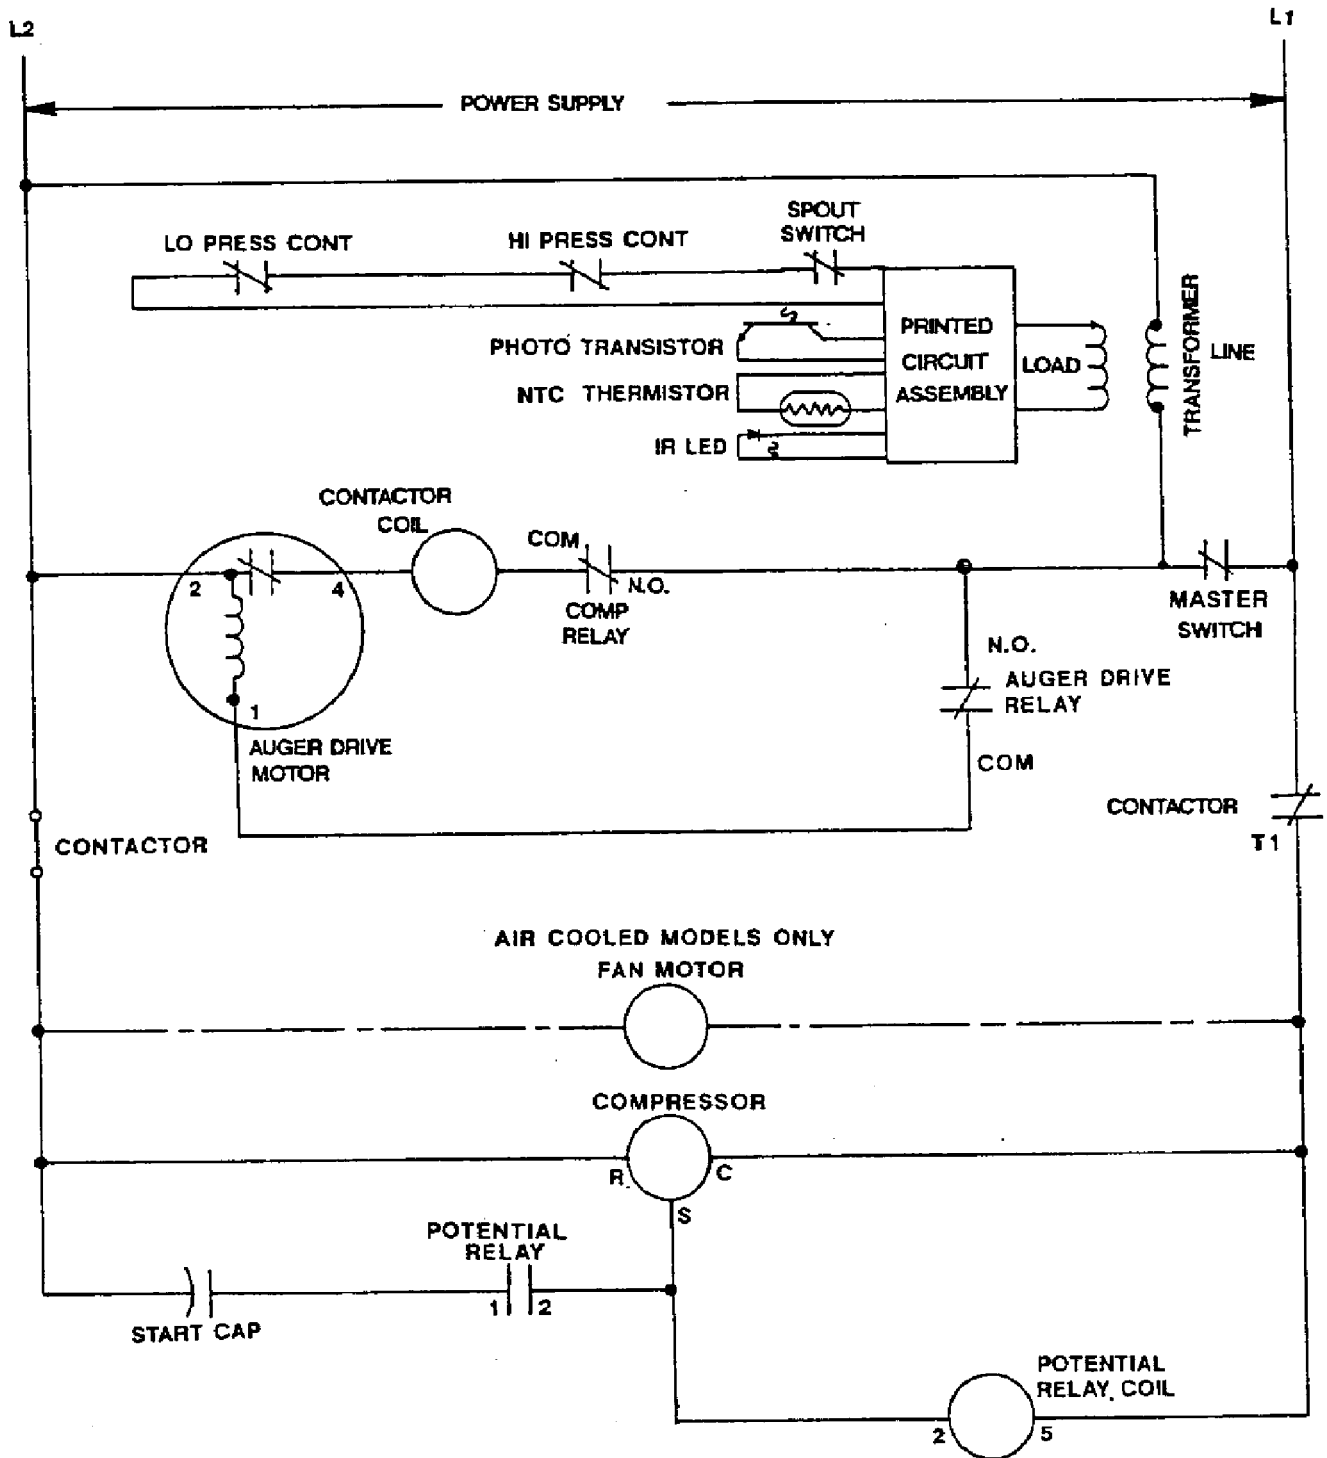 L2
L1
POWER SUPPLY
LO PRESS CONT
HI PRESS CONT
SPOUT
SWITCH
PHOTO TRANSISTOR
NTC THERMISTOR
IR LED
PRINTED
CIRCUIT
ASSEMBLY
LOAD
TRANSFORMER
LINE
CONTACTOR
COIL
COM
N.O.
COMP
RELAY
2
4
1
AUGER DRIVE
MOTOR
MASTER
SWITCH
N.O.
AUGER DRIVE
RELAY
COM
CONTACTOR
T1
CONTACTOR
AIR COOLED MODELS ONLY
FAN MOTOR
COMPRESSOR
R
C
S
POTENTIAL
RELAY
1
2
START CAP
POTENTIAL
RELAY COIL
2
5